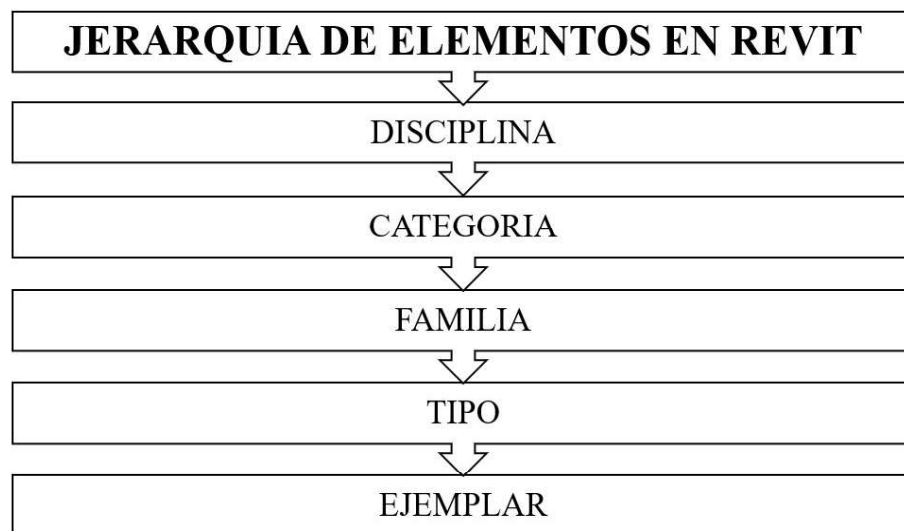 JERARQUIA DE ELEMENTOS EN REVIT
DISCIPLINA
CATEGORIA
FAMILIA
TIPO
EJEMPLAR